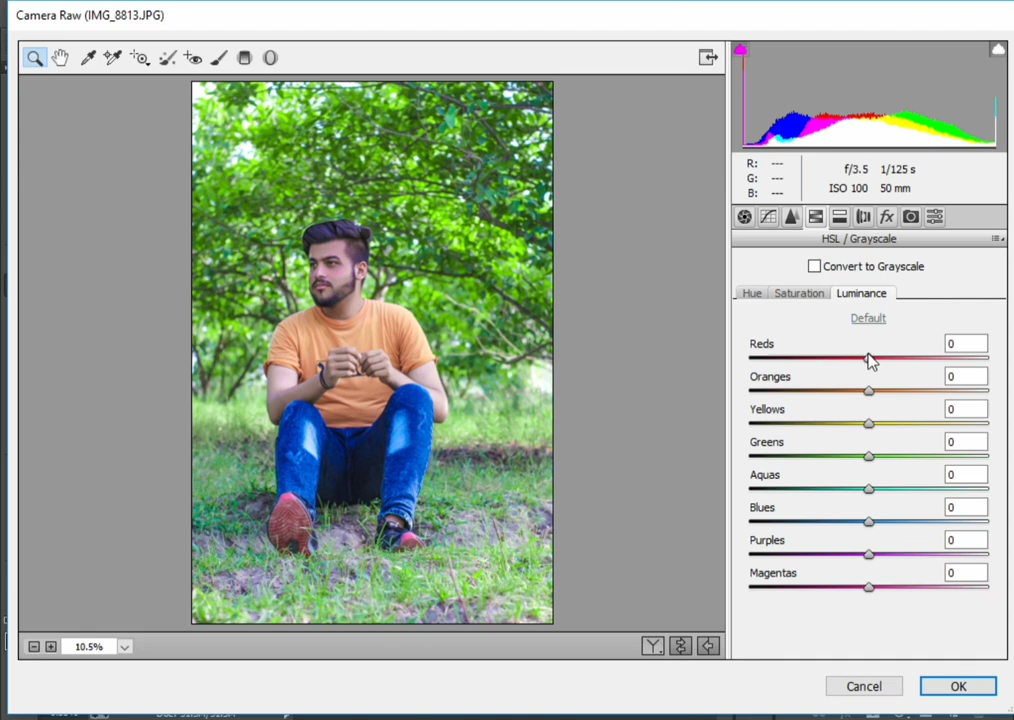 Camera Raw (IMG_8813.JPG)
R: ---
G: ---
B: ---
f/3.5 1/125 s
ISO 100 50 mm
fx
HSL / Grayscale
Convert to Grayscale
Hue Saturation Luminance
Default
Reds 0
Oranges 0
Yellows 0
Greens 0
Aquas 0
Blues 0
Purples 0
Magentas 0
10.5%
Y
Cancel OK